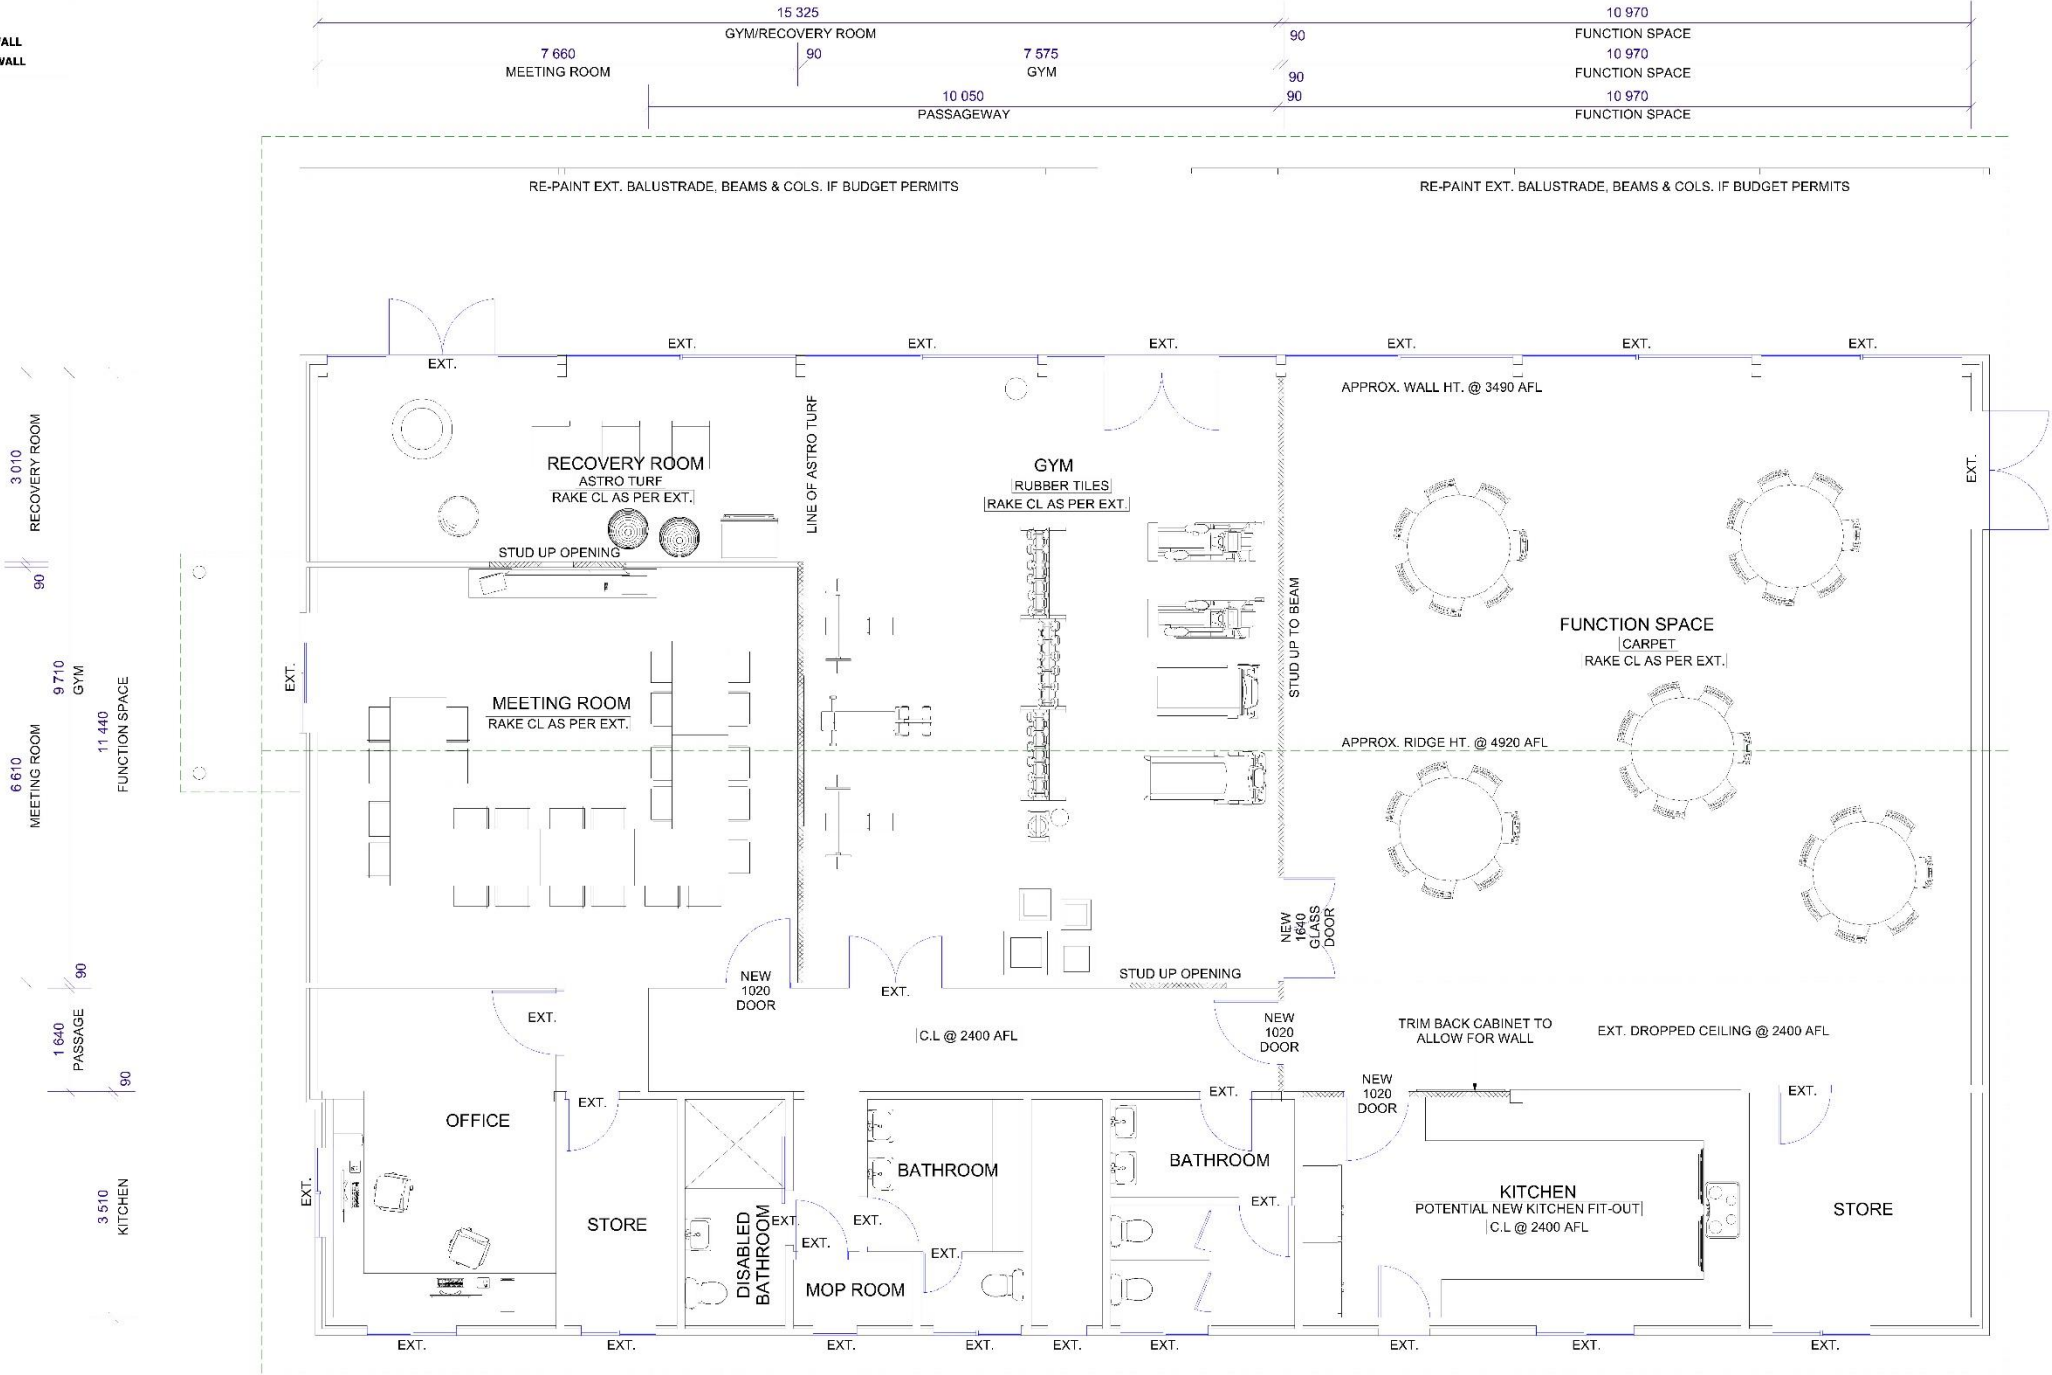 15 325
GYM/RECOVERY ROOM
90
10 970
FUNCTION SPACE
WALL
WALL
7 660
MEETING ROOM
90
7 575
GYM
90
10 970
FUNCTION SPACE
10 050
PASSAGEWAY
90
10 970
FUNCTION SPACE
RE-PAINT EXT. BALUSTRADE, BEAMS & COLS. IF BUDGET PERMITS
RE-PAINT EXT. BALUSTRADE, BEAMS & COLS. IF BUDGET PERMITS
EXT.
EXT.
EXT.
EXT.
EXT.
EXT.
EXT.
3 010
RECOVERY ROOM
90
6 610
MEETING ROOM
9 710
GYM
90
1 640
PASSAGE
11 440
FUNCTION SPACE
90
3 510
KITCHEN
RECOVERY ROOM
ASTRO TURF
RAKE CL AS PER EXT.
STUD UP OPENING
LINE OF ASTRO TURF
GYM
RUBBER TILES
RAKE CL AS PER EXT.
APPROX. WALL HT. @ 3490 AFL
EXT.
STUD UP TO BEAM
FUNCTION SPACE
CARPET
RAKE CL AS PER EXT.
EXT.
MEETING ROOM
RAKE CL AS PER EXT.
APPROX. RIDGE HT. @ 4920 AFL
NEW
1640
GLASS
DOOR
NEW
1020
DOOR
EXT.
STUD UP OPENING
EXT.
C.L @ 2400 AFL
NEW
1020
DOOR
TRIM BACK CABINET TO
ALLOW FOR WALL
EXT. DROPPED CEILING @ 2400 AFL
OFFICE
EXT.
EXT.
NEW
1020
DOOR
EXT.
EXT.
STORE
DISABLED
BATHROOM
EXT.
EXT.
MOP ROOM
BATHROOM
EXT.
EXT.
BATHROOM
EXT.
KITCHEN
POTENTIAL NEW KITCHEN FIT-OUT
C.L @ 2400 AFL
STORE
EXT.
EXT.
EXT.
EXT.
EXT.
EXT.
EXT.
EXT.
EXT.